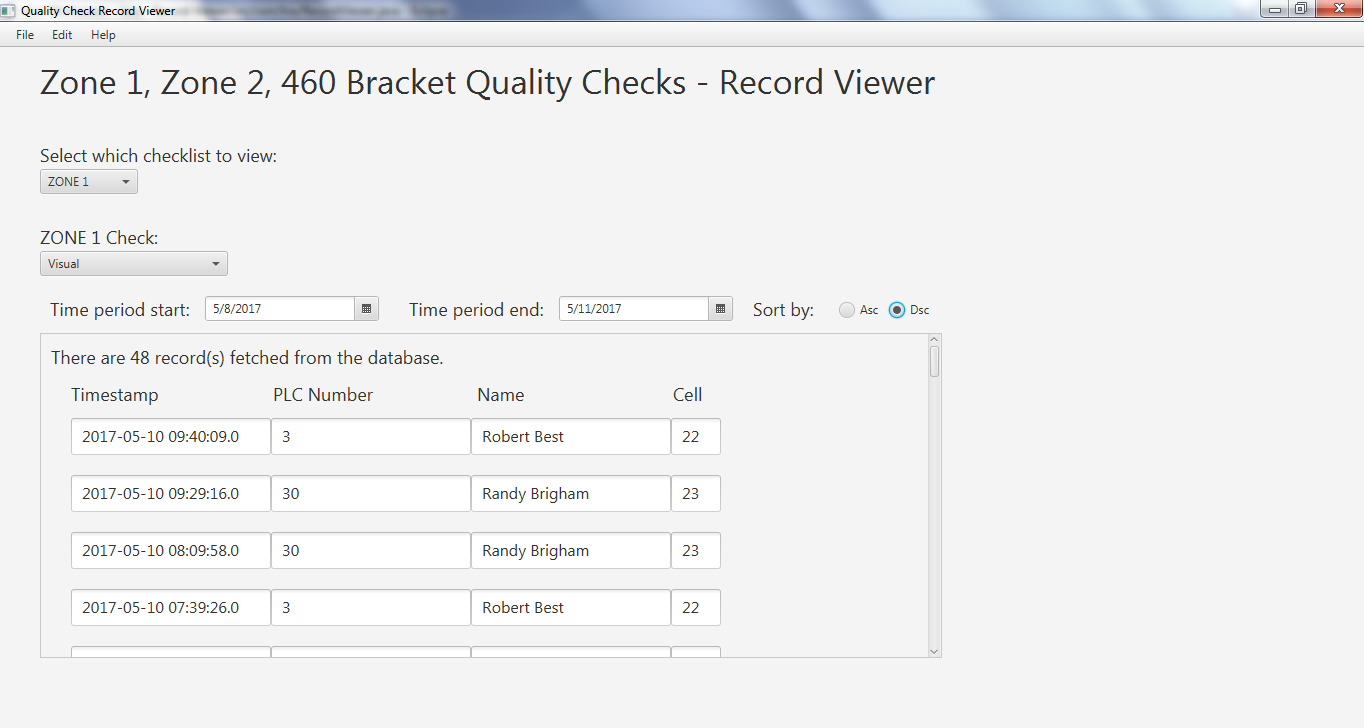 Quality Check Record Viewer
File Edit Help
Zone 1, Zone 2, 460 Bracket Quality Checks - Record Viewer
Select which checklist to view:
ZONE 1
ZONE 1 Check:
Visual
Time period start: 5/8/2017 Time period end: 5/11/2017 Sort by: Asc Dsc
There are 48 record(s) fetched from the database.
Timestamp PLC Number Name Cell
2017-05-10 09:40:09.0 3 Robert Best 22
2017-05-10 09:29:16.0 30 Randy Brigham 23
2017-05-10 08:09:58.0 30 Randy Brigham 23
2017-05-10 07:39:26.0 3 Robert Best 22